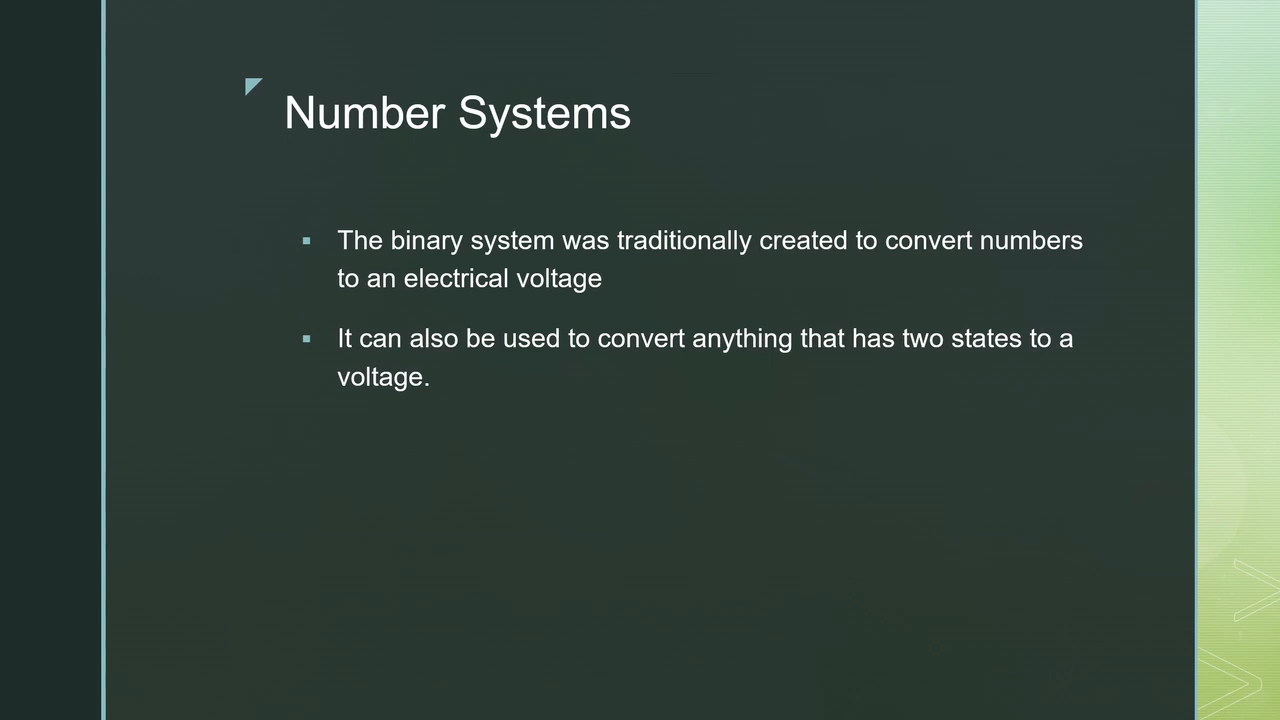 Number Systems
The binary system was traditionally created to convert numbers
to an electrical voltage
It can also be used to convert anything that has two states to a
voltage.